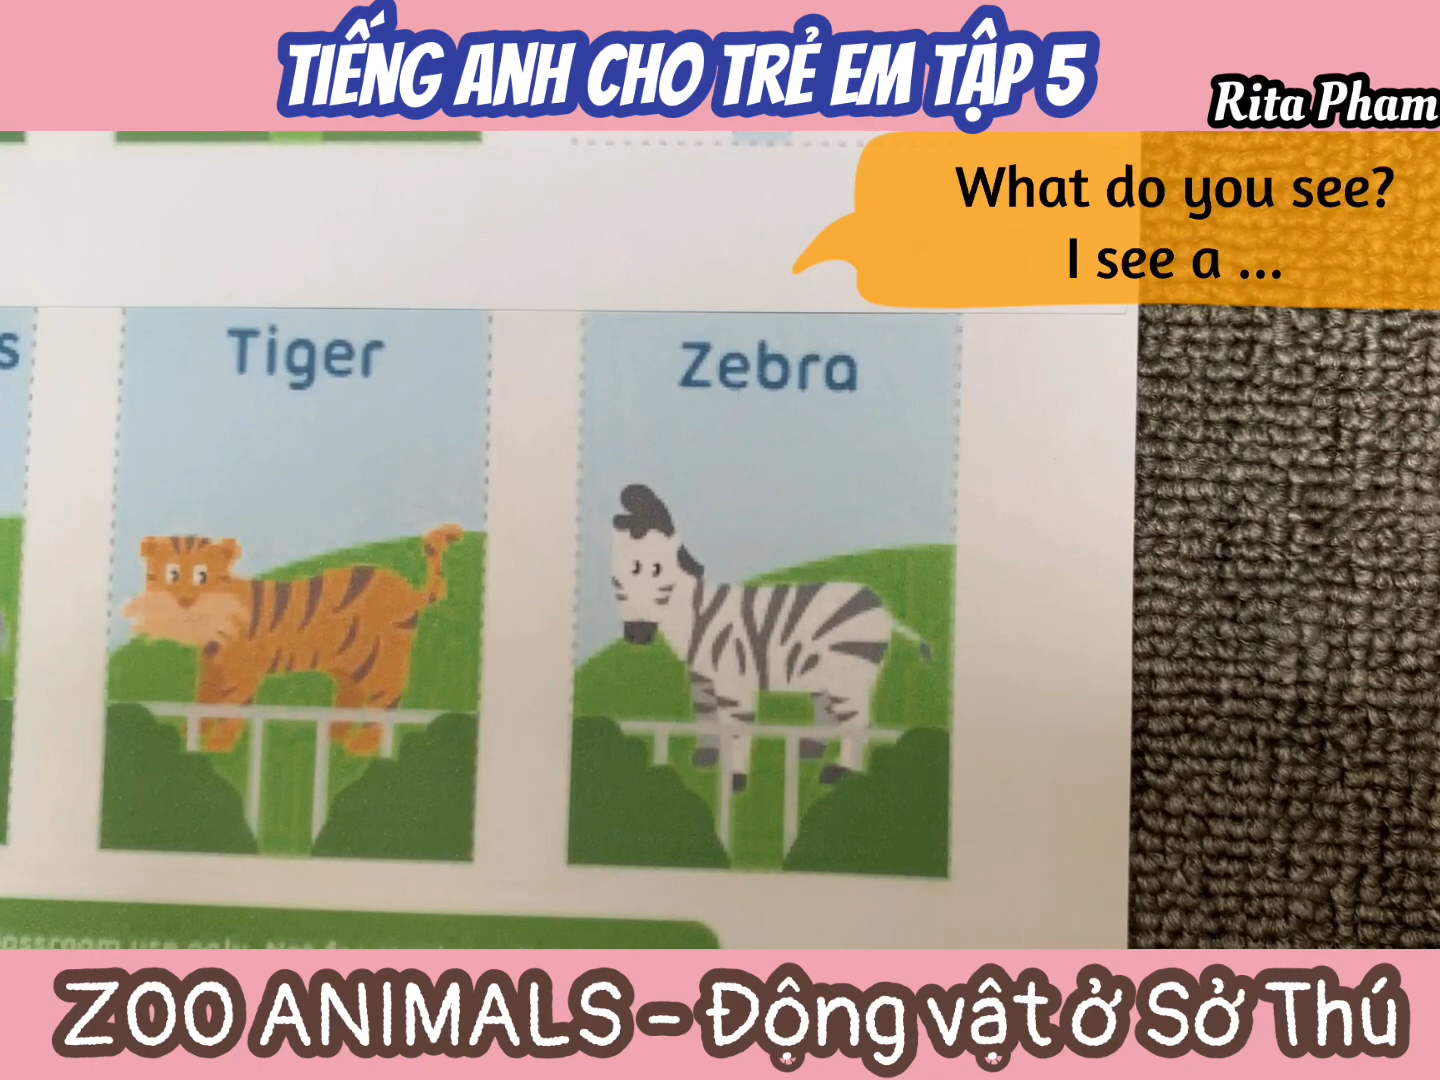 TIẾNG ANH CHO TRẺ EM TẬP 5
Rita Pham
What do you see?
I see a ...
s
Tiger
Zebra
ZOO ANIMALS - Động vật ở Sở Thú